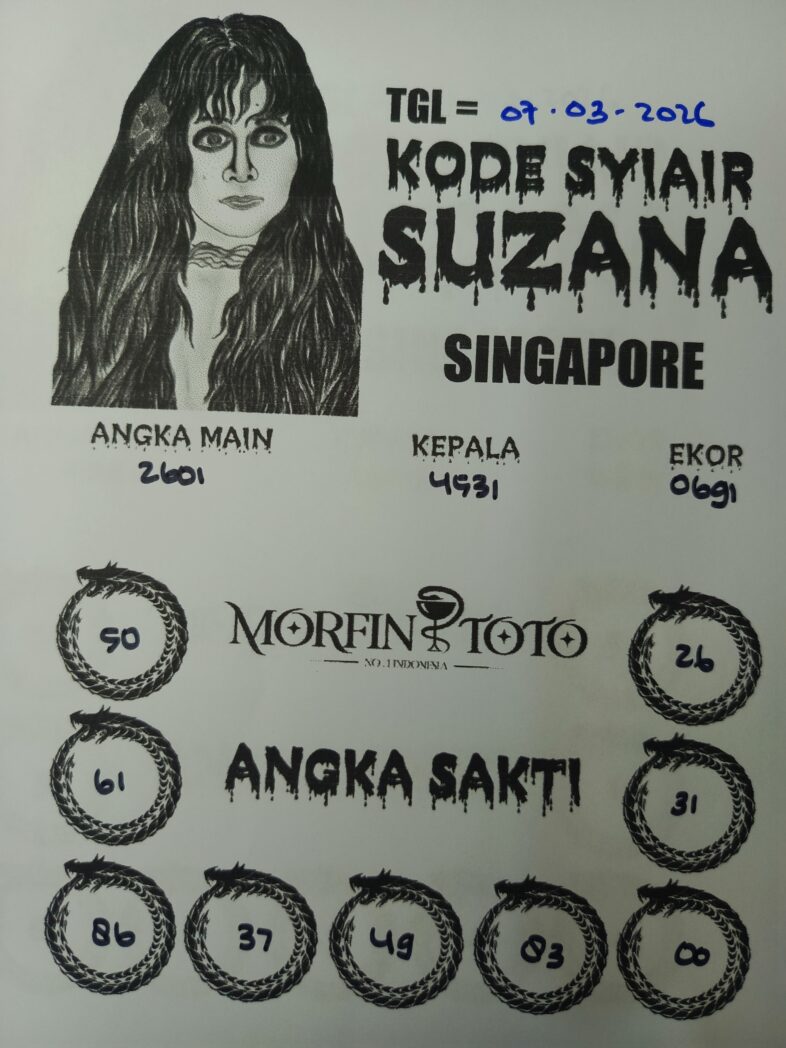 TGL = 07-03-2026
KODE SYIAIR
SUZANA
SINGAPORE
ANGKA MAIN KEPALA EKOR
2601 4531 0691
50 MORFIN TOTO 26
NO.1 INDONESIA
61 ANGKA SAKTI 31
86 37 49 83 00